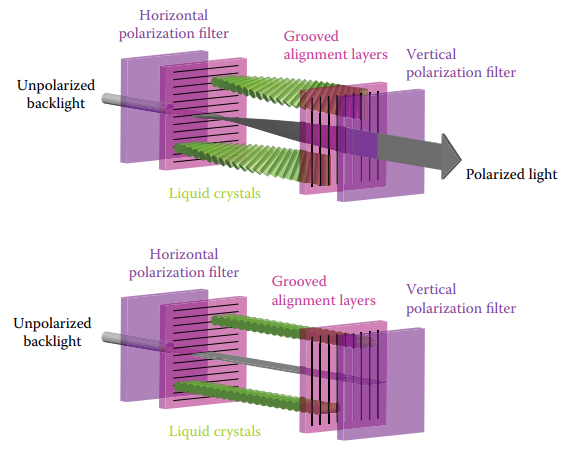 Horizontal
polarization filter
Grooved
alignment layers
Vertical
polarization filter
Unpolarized
backlight
Polarized light
Liquid crystals
Horizontal
polarization filter
Grooved
alignment layers
Vertical
polarization filter
Unpolarized
backlight
Liquid crystals